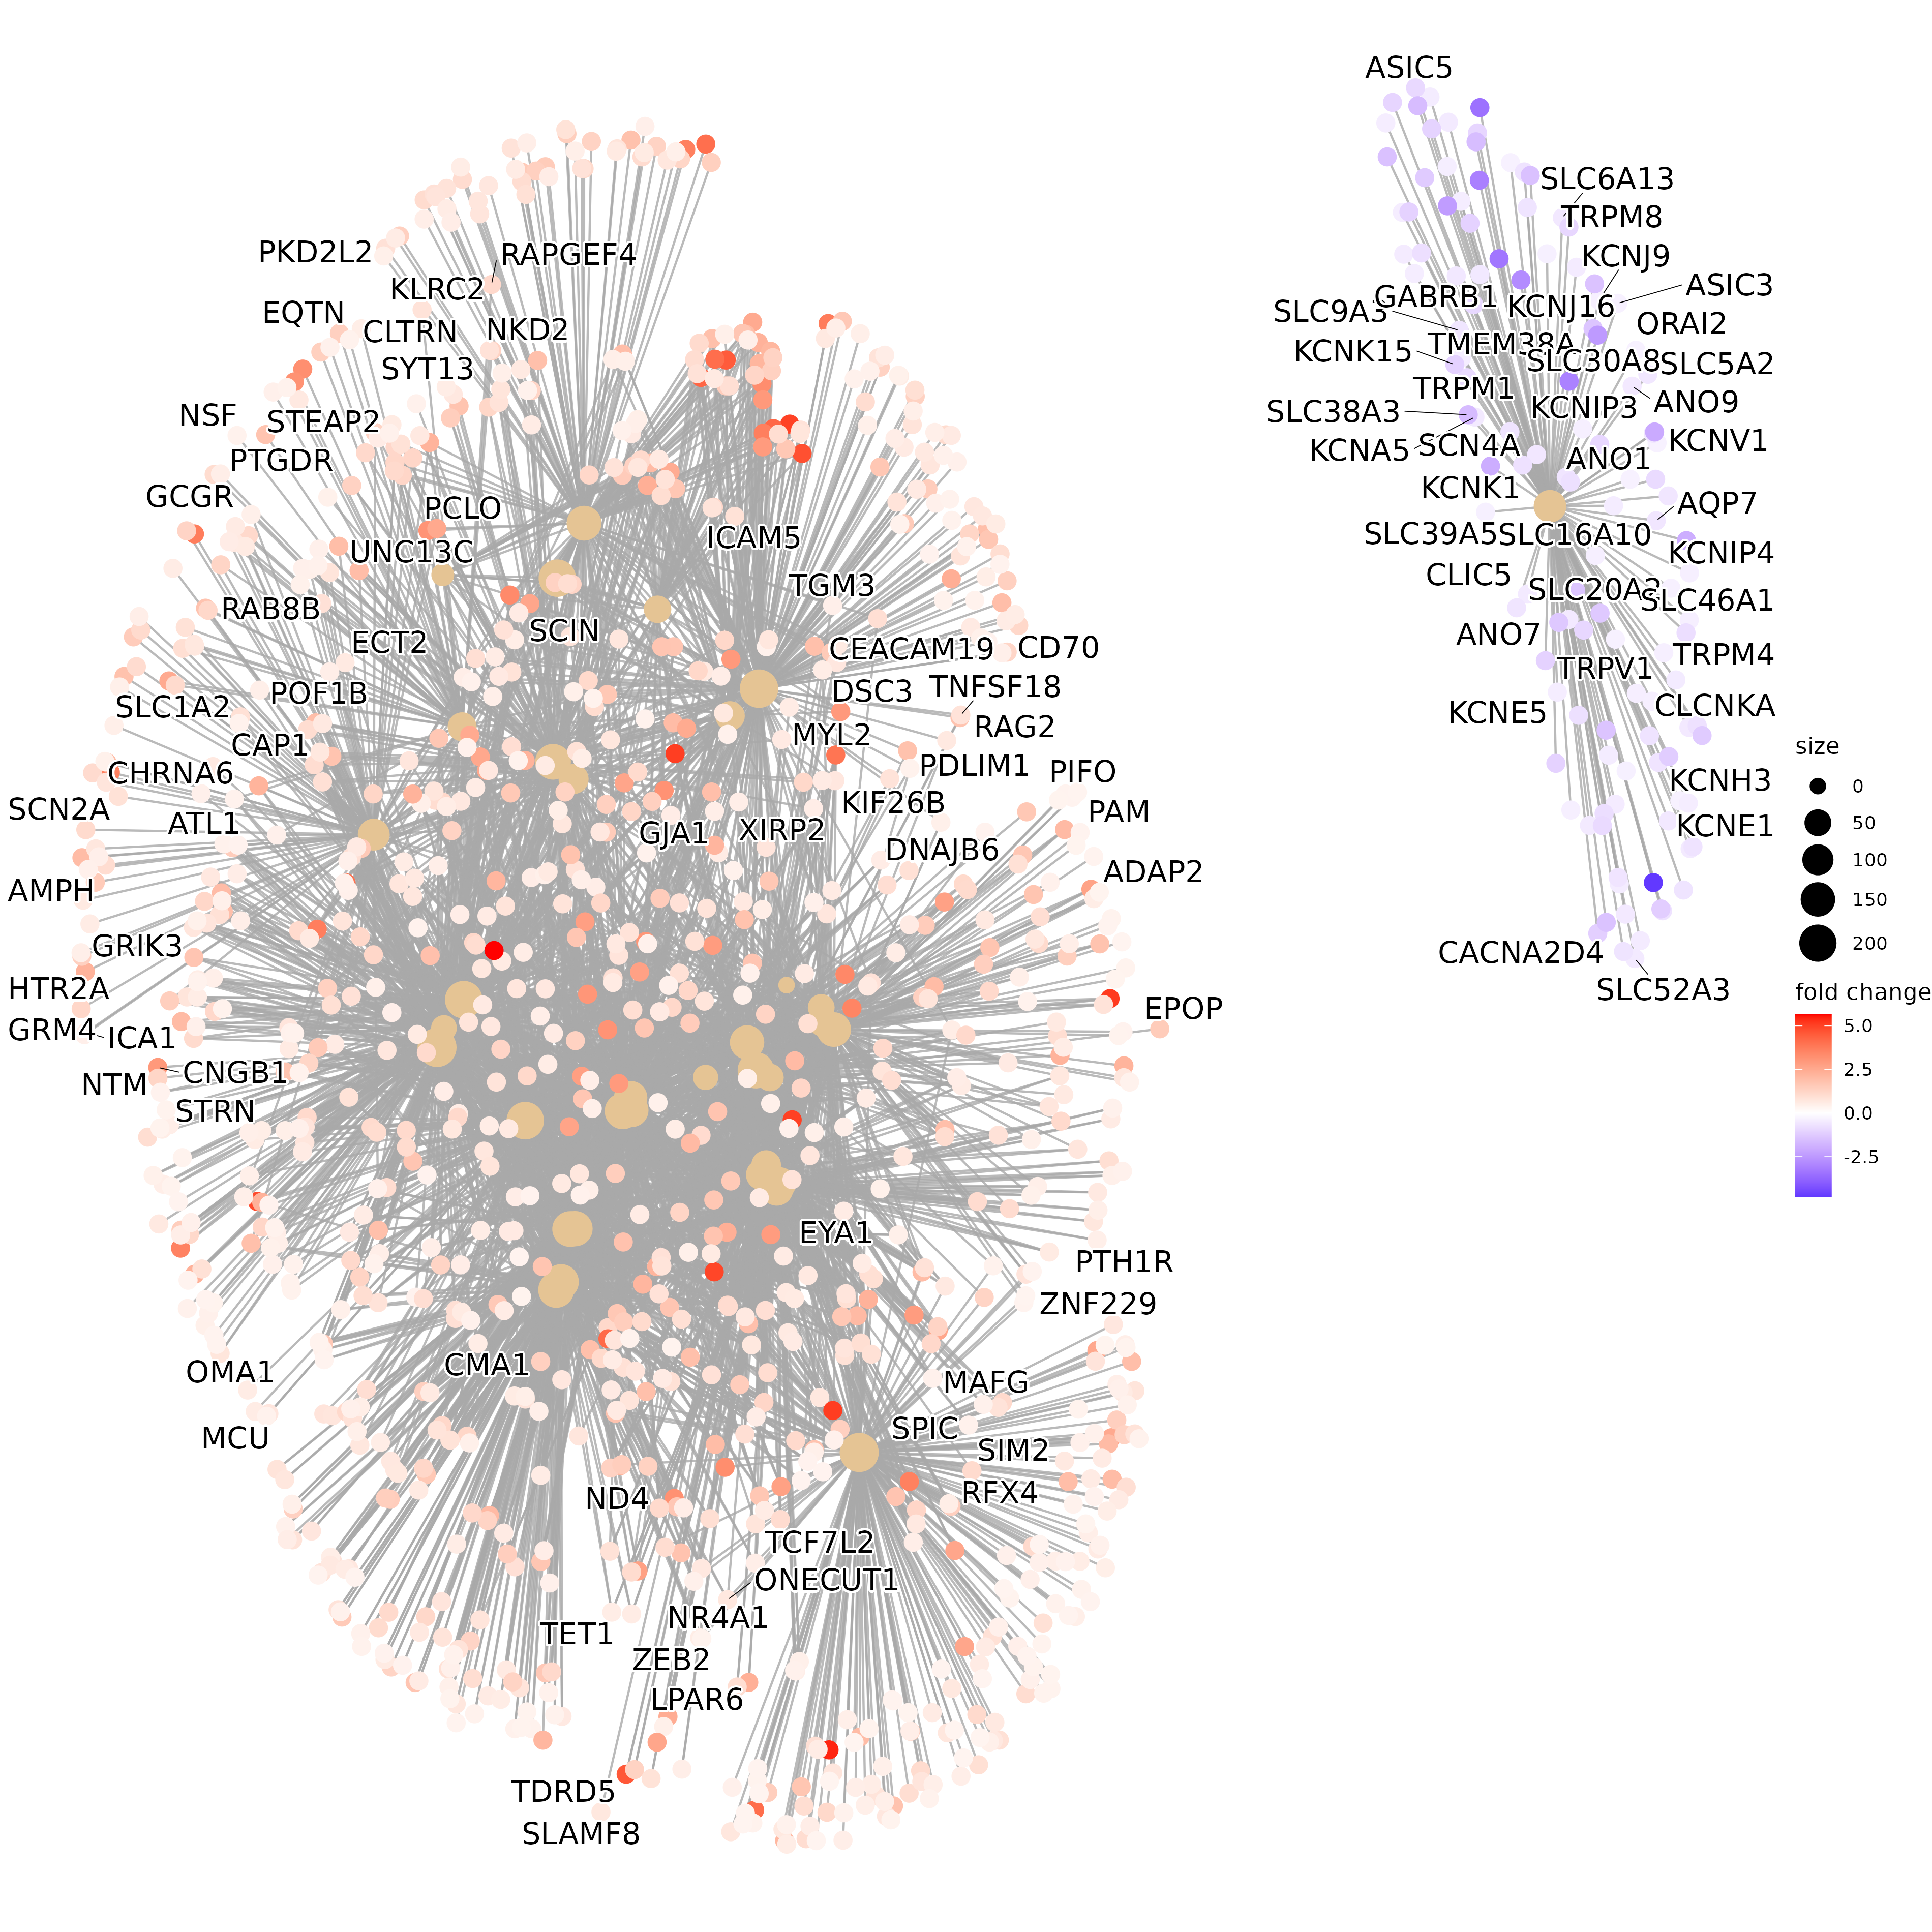 ASIC5
SLC6A13
TRPM8
KCNJ9
ASIC3
GABRB1
KCNJ16
SLC9A3
ORAI2
TMEM38A
KCNK15
SLC30A8
SLC5A2
TRPM1
ANO9
SLC38A3
KCNIP3
KCNA5
SCN4A
KCNV1
ANO1
KCNK1
AQP7
SLC39A5
SLC16A10
KCNIP4
CLIC5
SLC20A2
SLC46A1
ANO7
TRPV1
TRPM4
KCNE5
CLCNKA
KCNH3
KCNE1
CACNA2D4
SLC52A3
PKD2L2
RAPGEF4
KLRC2
EQTN
CLTRN
NKD2
SYT13
NSF
STEAP2
PTGDR
GCGR
PCLO
ICAM5
UNC13C
TGM3
RAB8B
SCIN
ECT2
CEACAM19
CD70
POF1B
DSC3
TNFSF18
SLC1A2
RAG2
CAP1
MYL2
CHRNA6
PDLIM1
PIFO
SCN2A
KIF26B
PAM
ATL1
GJA1
XIRP2
DNAJB6
AMPH
ADAP2
GRIK3
HTR2A
EPOP
GRM4
ICA1
CNGB1
NTM
STRN
EYA1
PTH1R
ZNF229
OMA1
CMA1
MAFG
MCU
SPIC
SIM2
ND4
RFX4
TCF7L2
ONECUT1
NR4A1
TET1
ZEB2
LPAR6
TDRD5
SLAMF8
size
0
50
100
150
200
fold change
5.0
2.5
0.0
-2.5